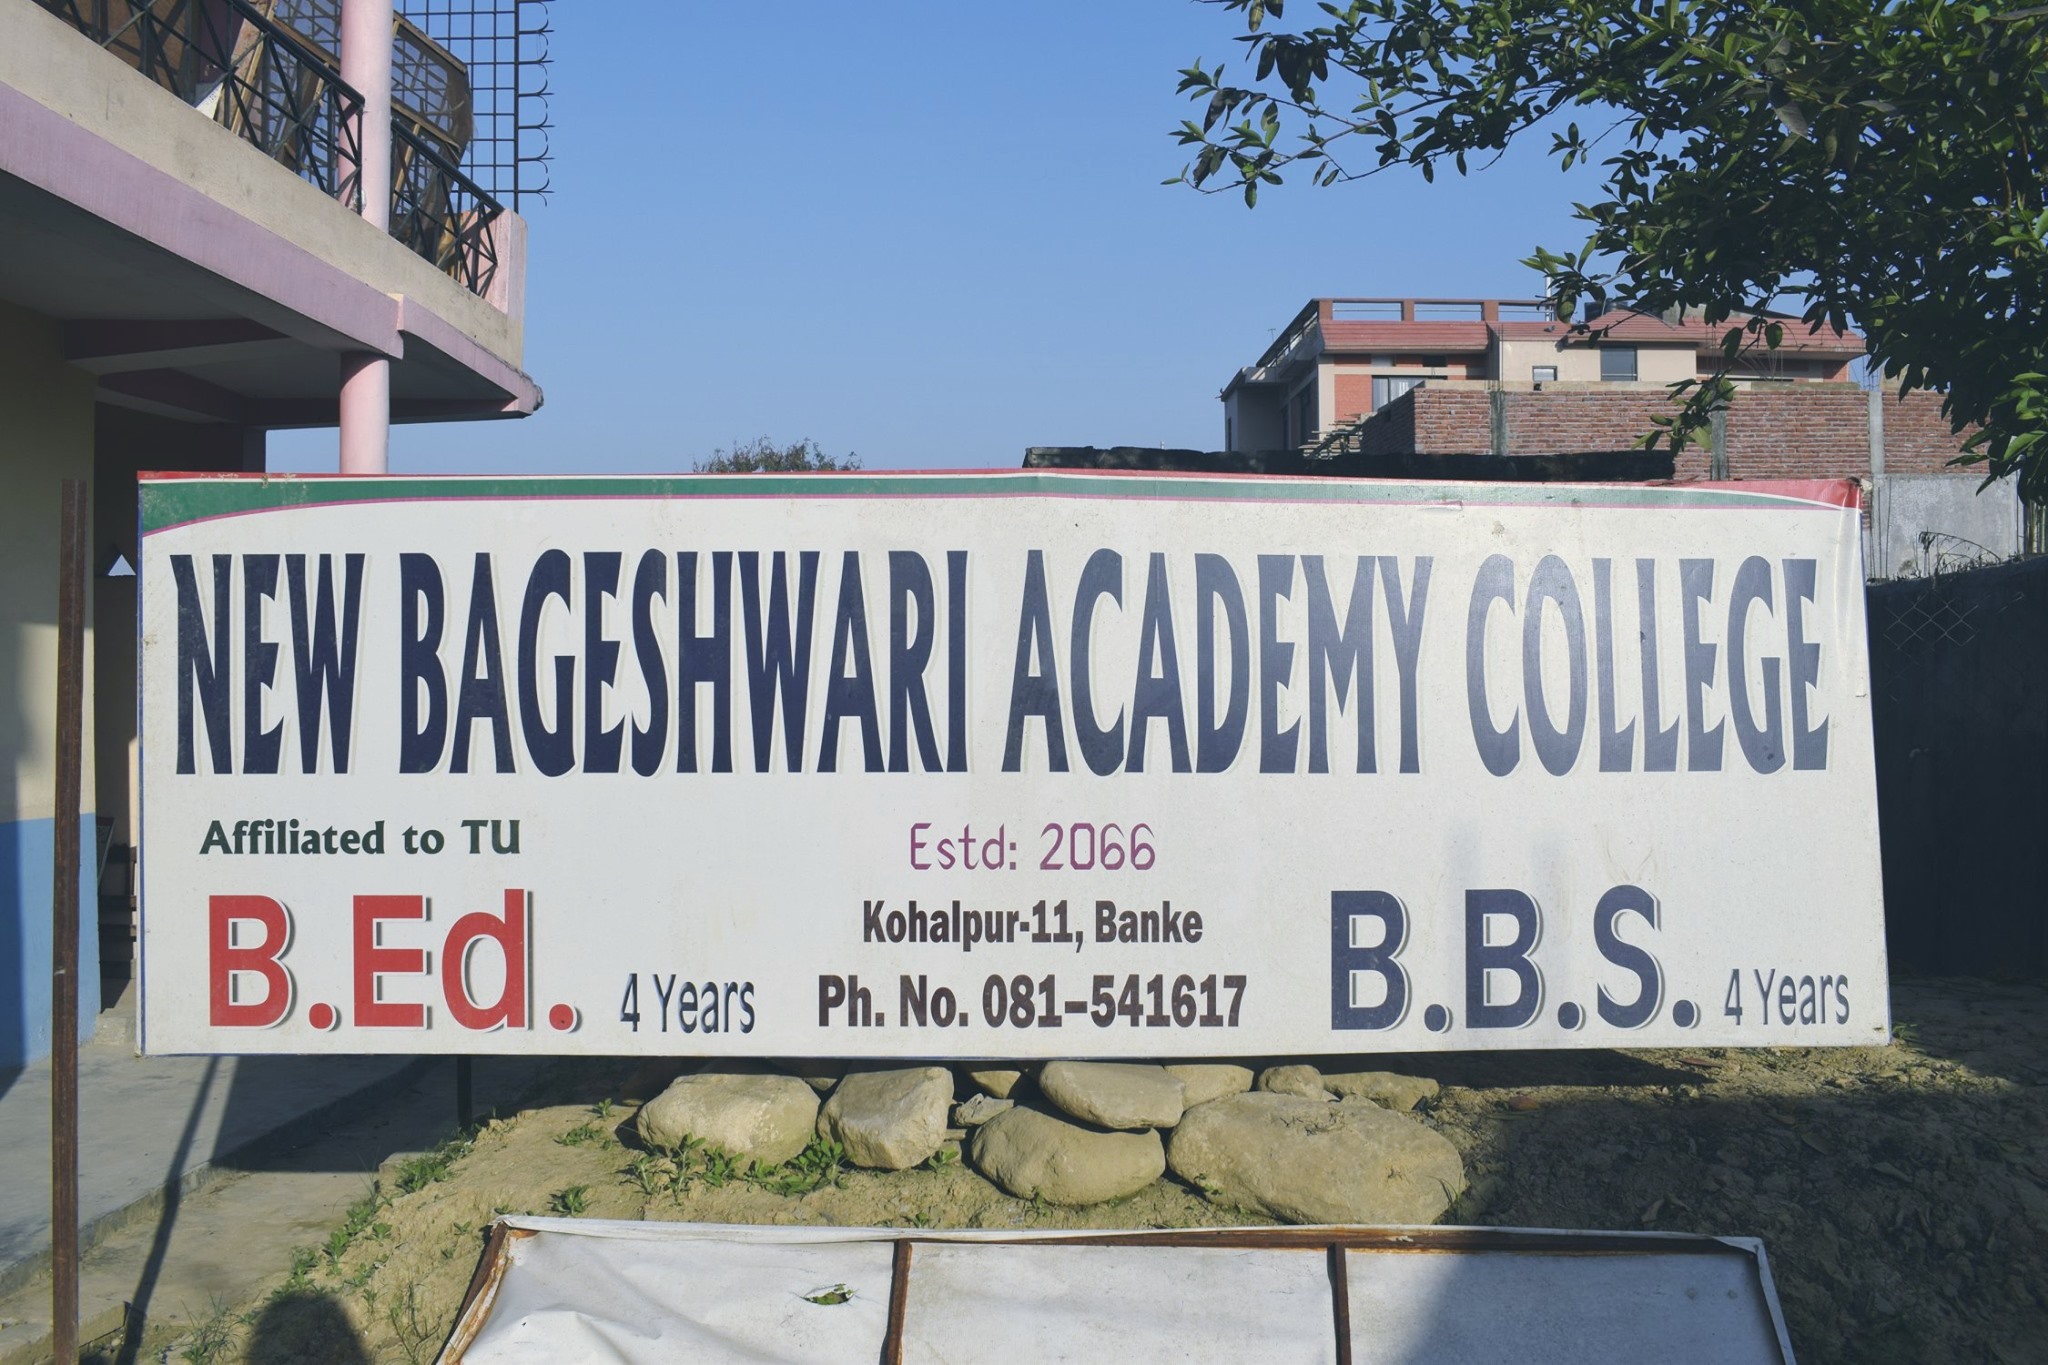 NEW BAGESHWARI ACADEMY COLLEGE
Affiliated to TU
Estd: 2066
B.Ed. 4 Years
Kohalpur-11, Banke
Ph. No. 081-541617
B.B.S. 4 Years